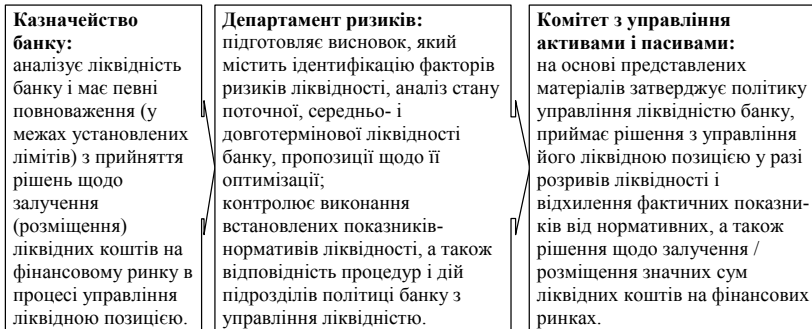 Казначейство
банку:
аналізує ліквідність
банку і має певні
повноваження (у
межах установлених
лімітів) з прийняття
рішень щодо
залучення
(розміщення)
ліквідних коштів на
фінансовому ринку в
процесі управління
ліквідною позицією.
Департамент ризиків:
підготовляє висновок, який
містить ідентифікацію факторів
ризиків ліквідності, аналіз стану
поточної, середньо- і
довготермінової ліквідності
банку, пропозиції щодо її
оптимізації;
контролює виконання
встановлених показників-
нормативів ліквідності, а також
відповідність процедур і дій
підрозділів політиці банку з
управління ліквідністю.
Комітет з управління
активами і пасивами:
на основі представлених
матеріалів затверджує політику
управління ліквідністю банку,
приймає рішення з управління
його ліквідною позицією у разі
розривів ліквідності і
відхилення фактичних показни-
ків від нормативних, а також
рішення щодо залучення /
розміщення значних сум
ліквідних коштів на фінансових
ринках.